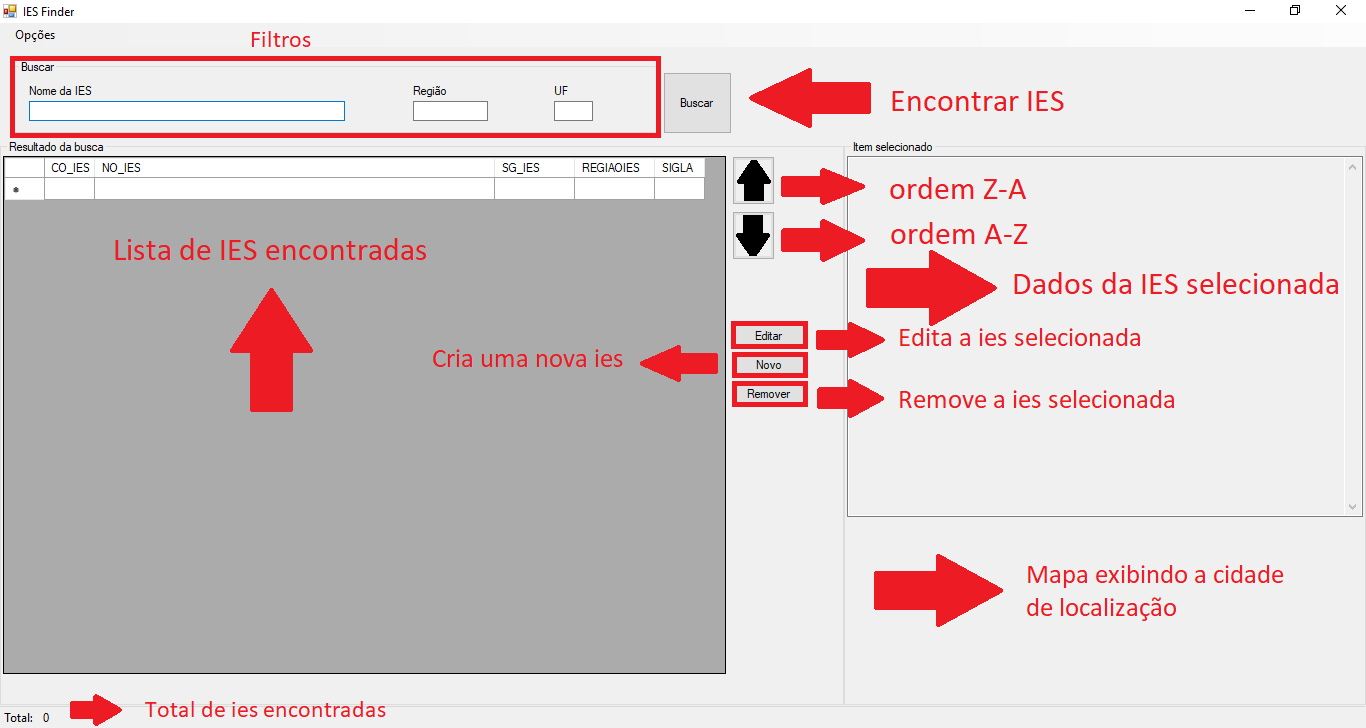 IES Finder
Opções
Filtros
Buscar
Nome da IES
Região
UF
Buscar
Encontrar IES
Resultado da busca
Item selecionado
CO_IES NO_IES SG_IES REGIAOIES SIGLA
*
ordem Z-A
ordem A-Z
Lista de IES encontradas
Dados da IES selecionada
Editar
Edita a ies selecionada
Cria uma nova ies
Novo
Remover
Remove a ies selecionada
Mapa exibindo a cidade
de localização
Total: 0
Total de ies encontradas